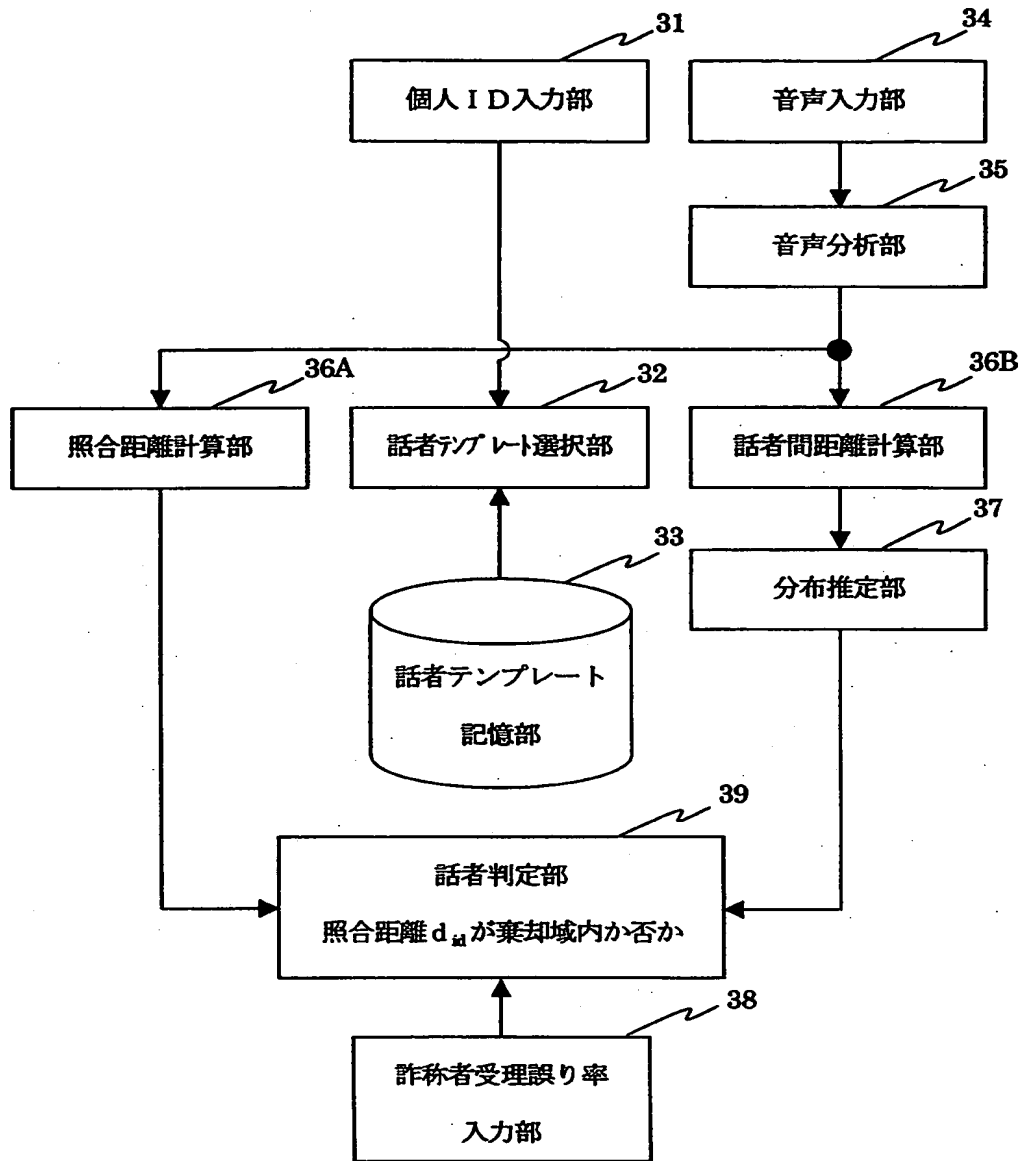 31
34
個人ＩＤ入力部
音声入力部
35
音声分析部
36A
32
36B
照合距離計算部
話者ﾃﾝﾌﾟﾚｰﾄ選択部
話者間距離計算部
33
37
分布推定部
話者テンプレート
記憶部
39
話者判定部
照合距離ｄidが棄却域内か否か
38
詐称者受理誤り率
入力部